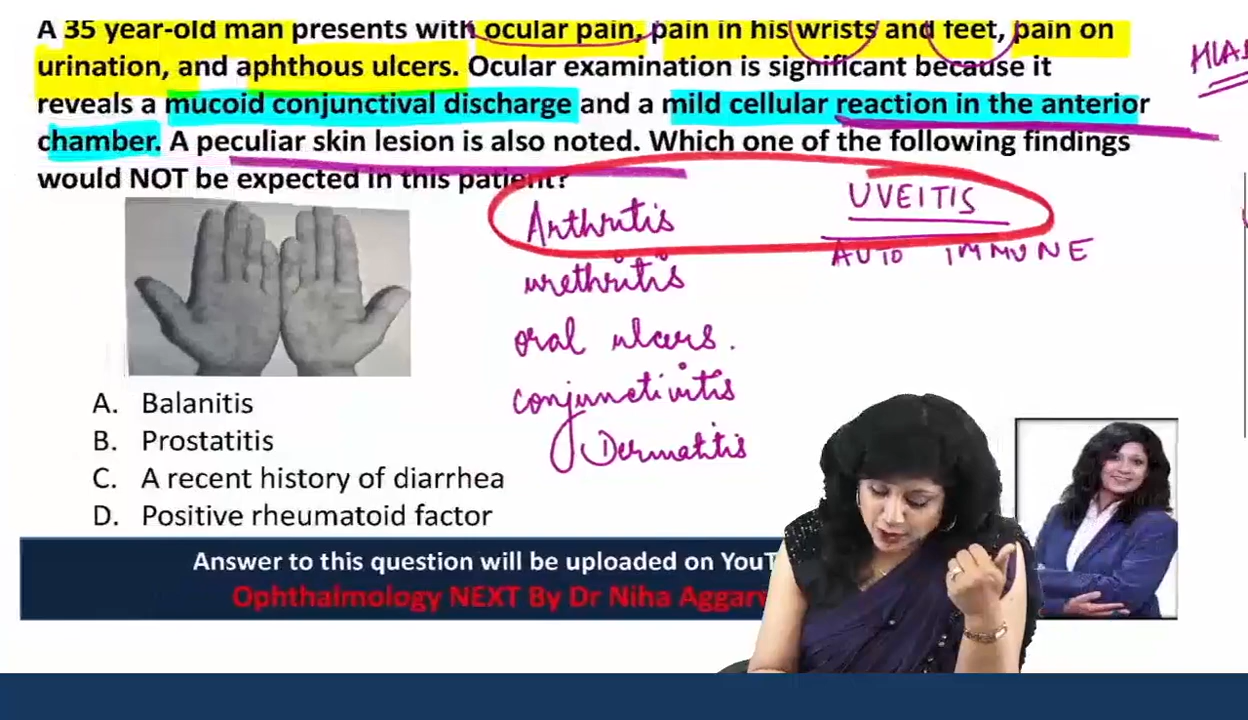 A 35 year-old man presents with ocular pain, pain in his wrists and feet, pain on
urination, and aphthous ulcers. Ocular examination is significant because it
reveals a mucoid conjunctival discharge and a mild cellular reaction in the anterior
chamber. A peculiar skin lesion is also noted. Which one of the following findings
would NOT be expected in this patient?
HLA
Arthritis
UVEITIS
AUTO IMMUNE
urethritis
oral ulcers.
conjunctivitis
Dermatitis
A. Balanitis
B. Prostatitis
C. A recent history of diarrhea
D. Positive rheumatoid factor
Answer to this question will be uploaded on YouT
Ophthalmology NEXT By Dr Niha Aggarw